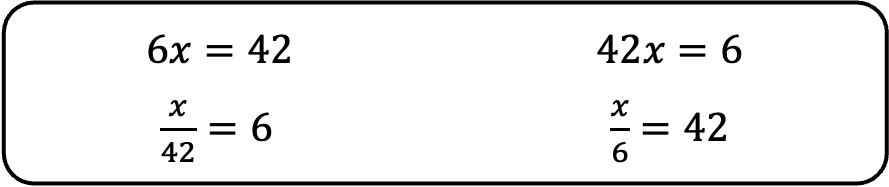 6x = 42 42x = 6
x/42 = 6 x/6 = 42